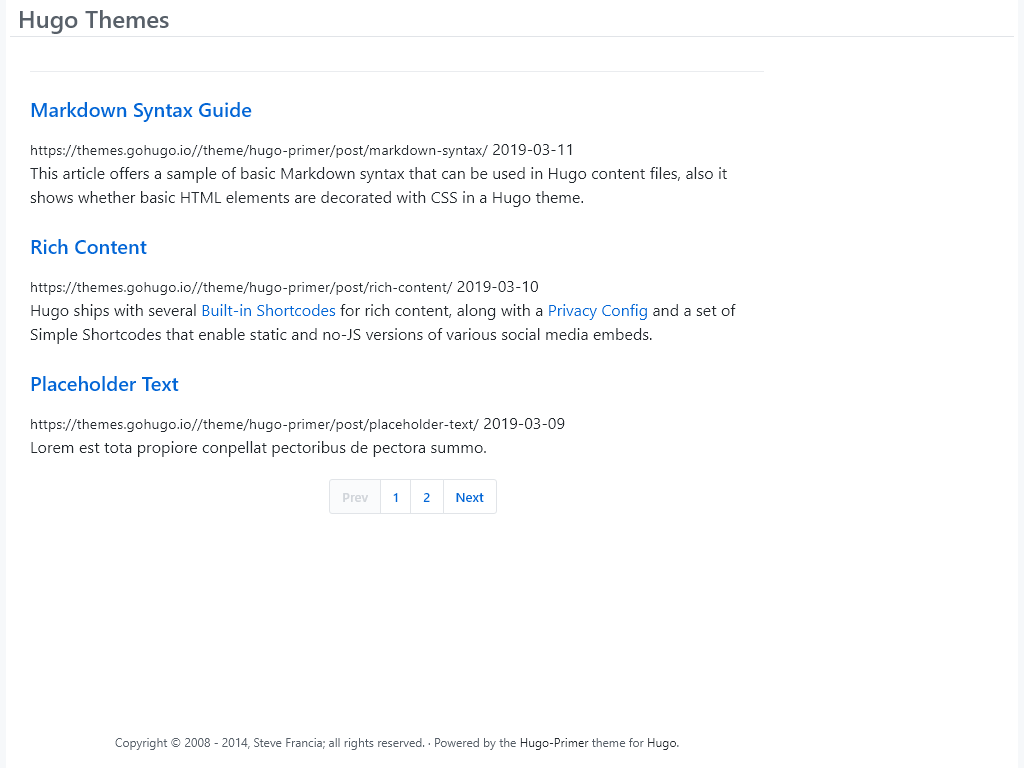 Hugo Themes
Markdown Syntax Guide
https://themes.gohugo.io//theme/hugo-primer/post/markdown-syntax/ 2019-03-11
This article offers a sample of basic Markdown syntax that can be used in Hugo content files, also it
shows whether basic HTML elements are decorated with CSS in a Hugo theme.
Rich Content
https://themes.gohugo.io//theme/hugo-primer/post/rich-content/ 2019-03-10
Hugo ships with several Built-in Shortcodes for rich content, along with a Privacy Config and a set of
Simple Shortcodes that enable static and no-JS versions of various social media embeds.
Placeholder Text
https://themes.gohugo.io//theme/hugo-primer/post/placeholder-text/ 2019-03-09
Lorem est tota propiore conpellat pectoribus de pectora summo.
Prev 1 2 Next
Copyright © 2008 - 2014, Steve Francia; all rights reserved. · Powered by the Hugo-Primer theme for Hugo.